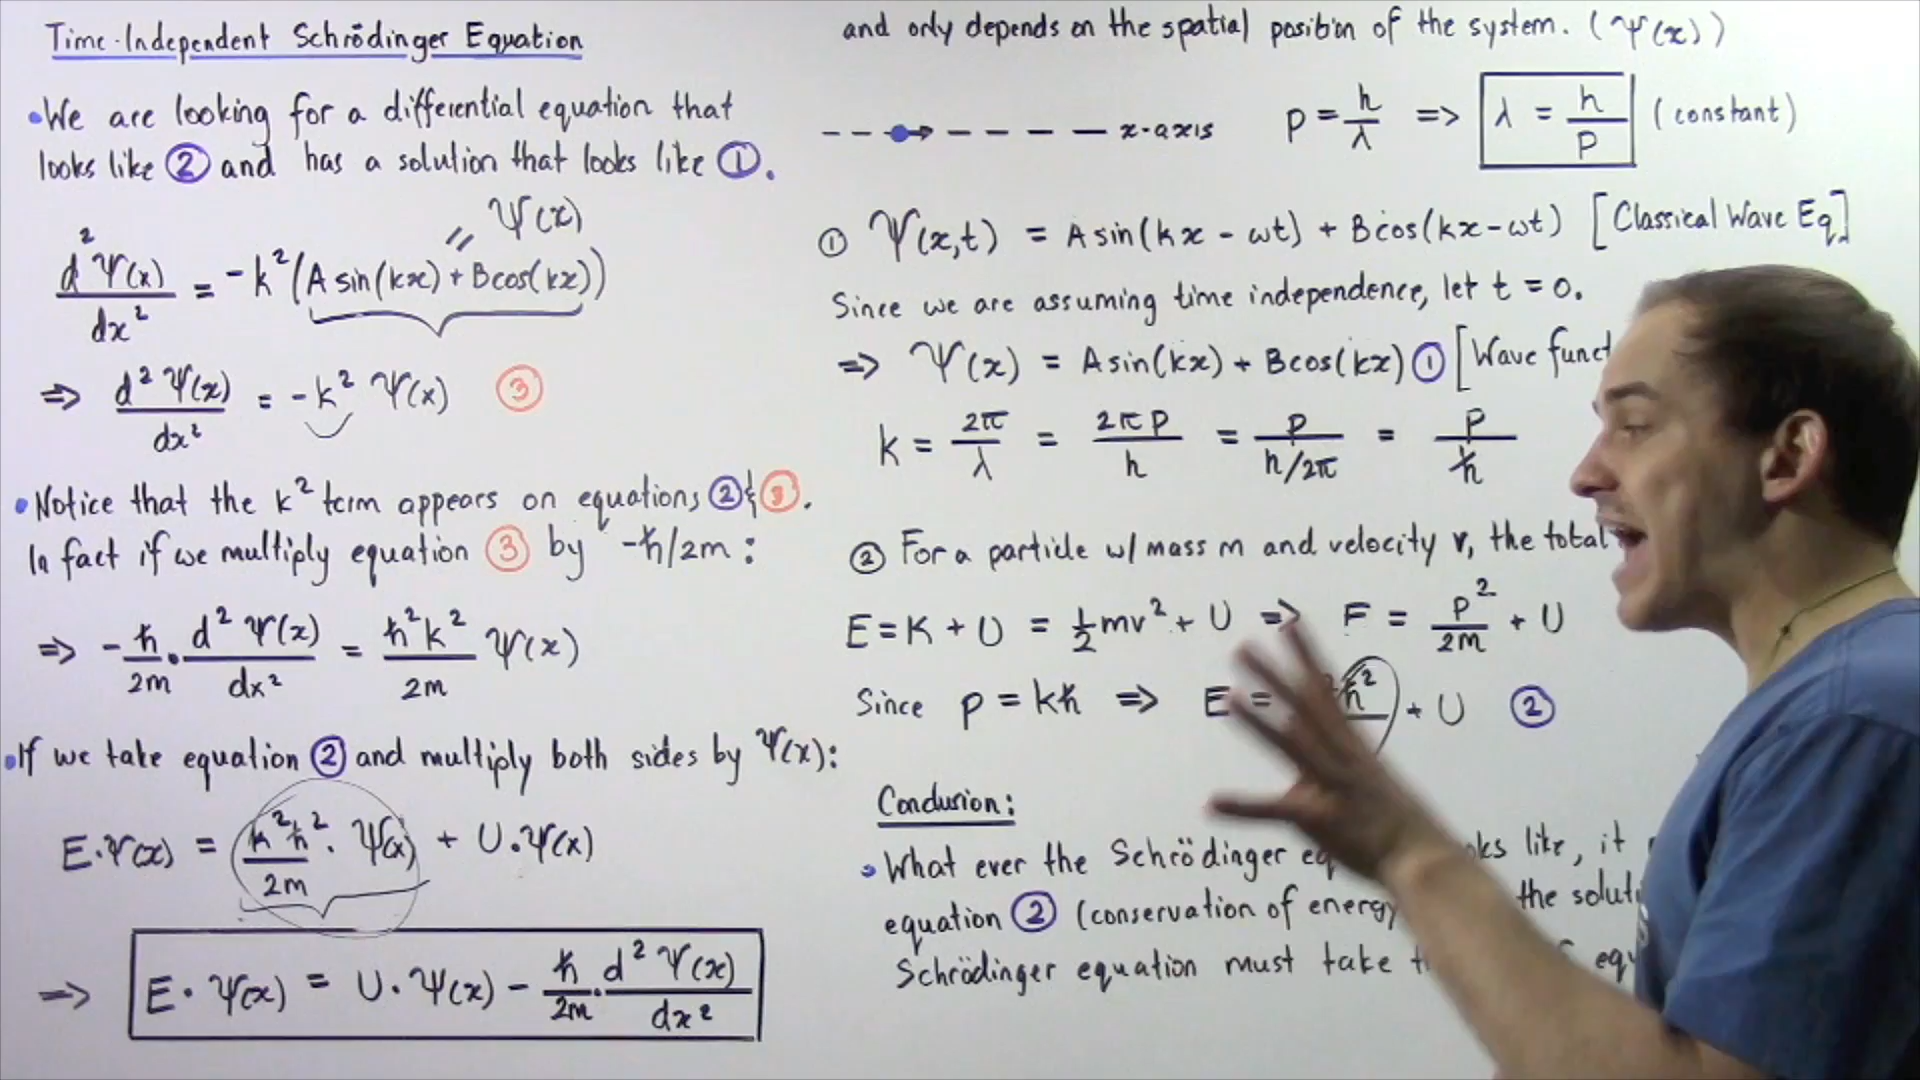 Time-Independent Schrödinger Equation
•We are looking for a differential equation that
looks like ② and has a solution that looks like ①.
= Ψ(x)
d²Ψ(x)/dx² = -k²(A sin(kx) + Bcos(kx))
=> d²Ψ(x)/dx² = -k² Ψ(x) ③
•Notice that the k² term appears on equations ② & ③.
In fact if we multiply equation ③ by -ħ/2m:
=> -ħ/2m · d²Ψ(x)/dx² = ħ²k²/2m Ψ(x)
•If we take equation ② and multiply both sides by Ψ(x):
E·Ψ(x) = k²ħ²/2m · Ψ(x) + U·Ψ(x)
=> E·Ψ(x) = U·Ψ(x) - ħ/2m · d²Ψ(x)/dx²
and only depends on the spatial position of the system. (Ψ(x))
x-axis p = h/λ => λ = h/p (constant)
① Ψ(x,t) = A sin(kx - ωt) + Bcos(kx-ωt) [Classical Wave Eq]
Since we are assuming time independence, let t = 0.
=> Ψ(x) = A sin(kx) + Bcos(kx) ① [Wave funct
k = 2π/λ = 2πp/h = p/h/2π = p/ħ
② For a particle w/ mass m and velocity v, the total
E = K + U = ½mv² + U => E = p²/2m + U
Since p = kħ => E = ħ² + U ②
Conclusion:
• What ever the Schrödinger eq ks like, it
equation ② (conservation of energy the soluti
Schrödinger equation must take t equ